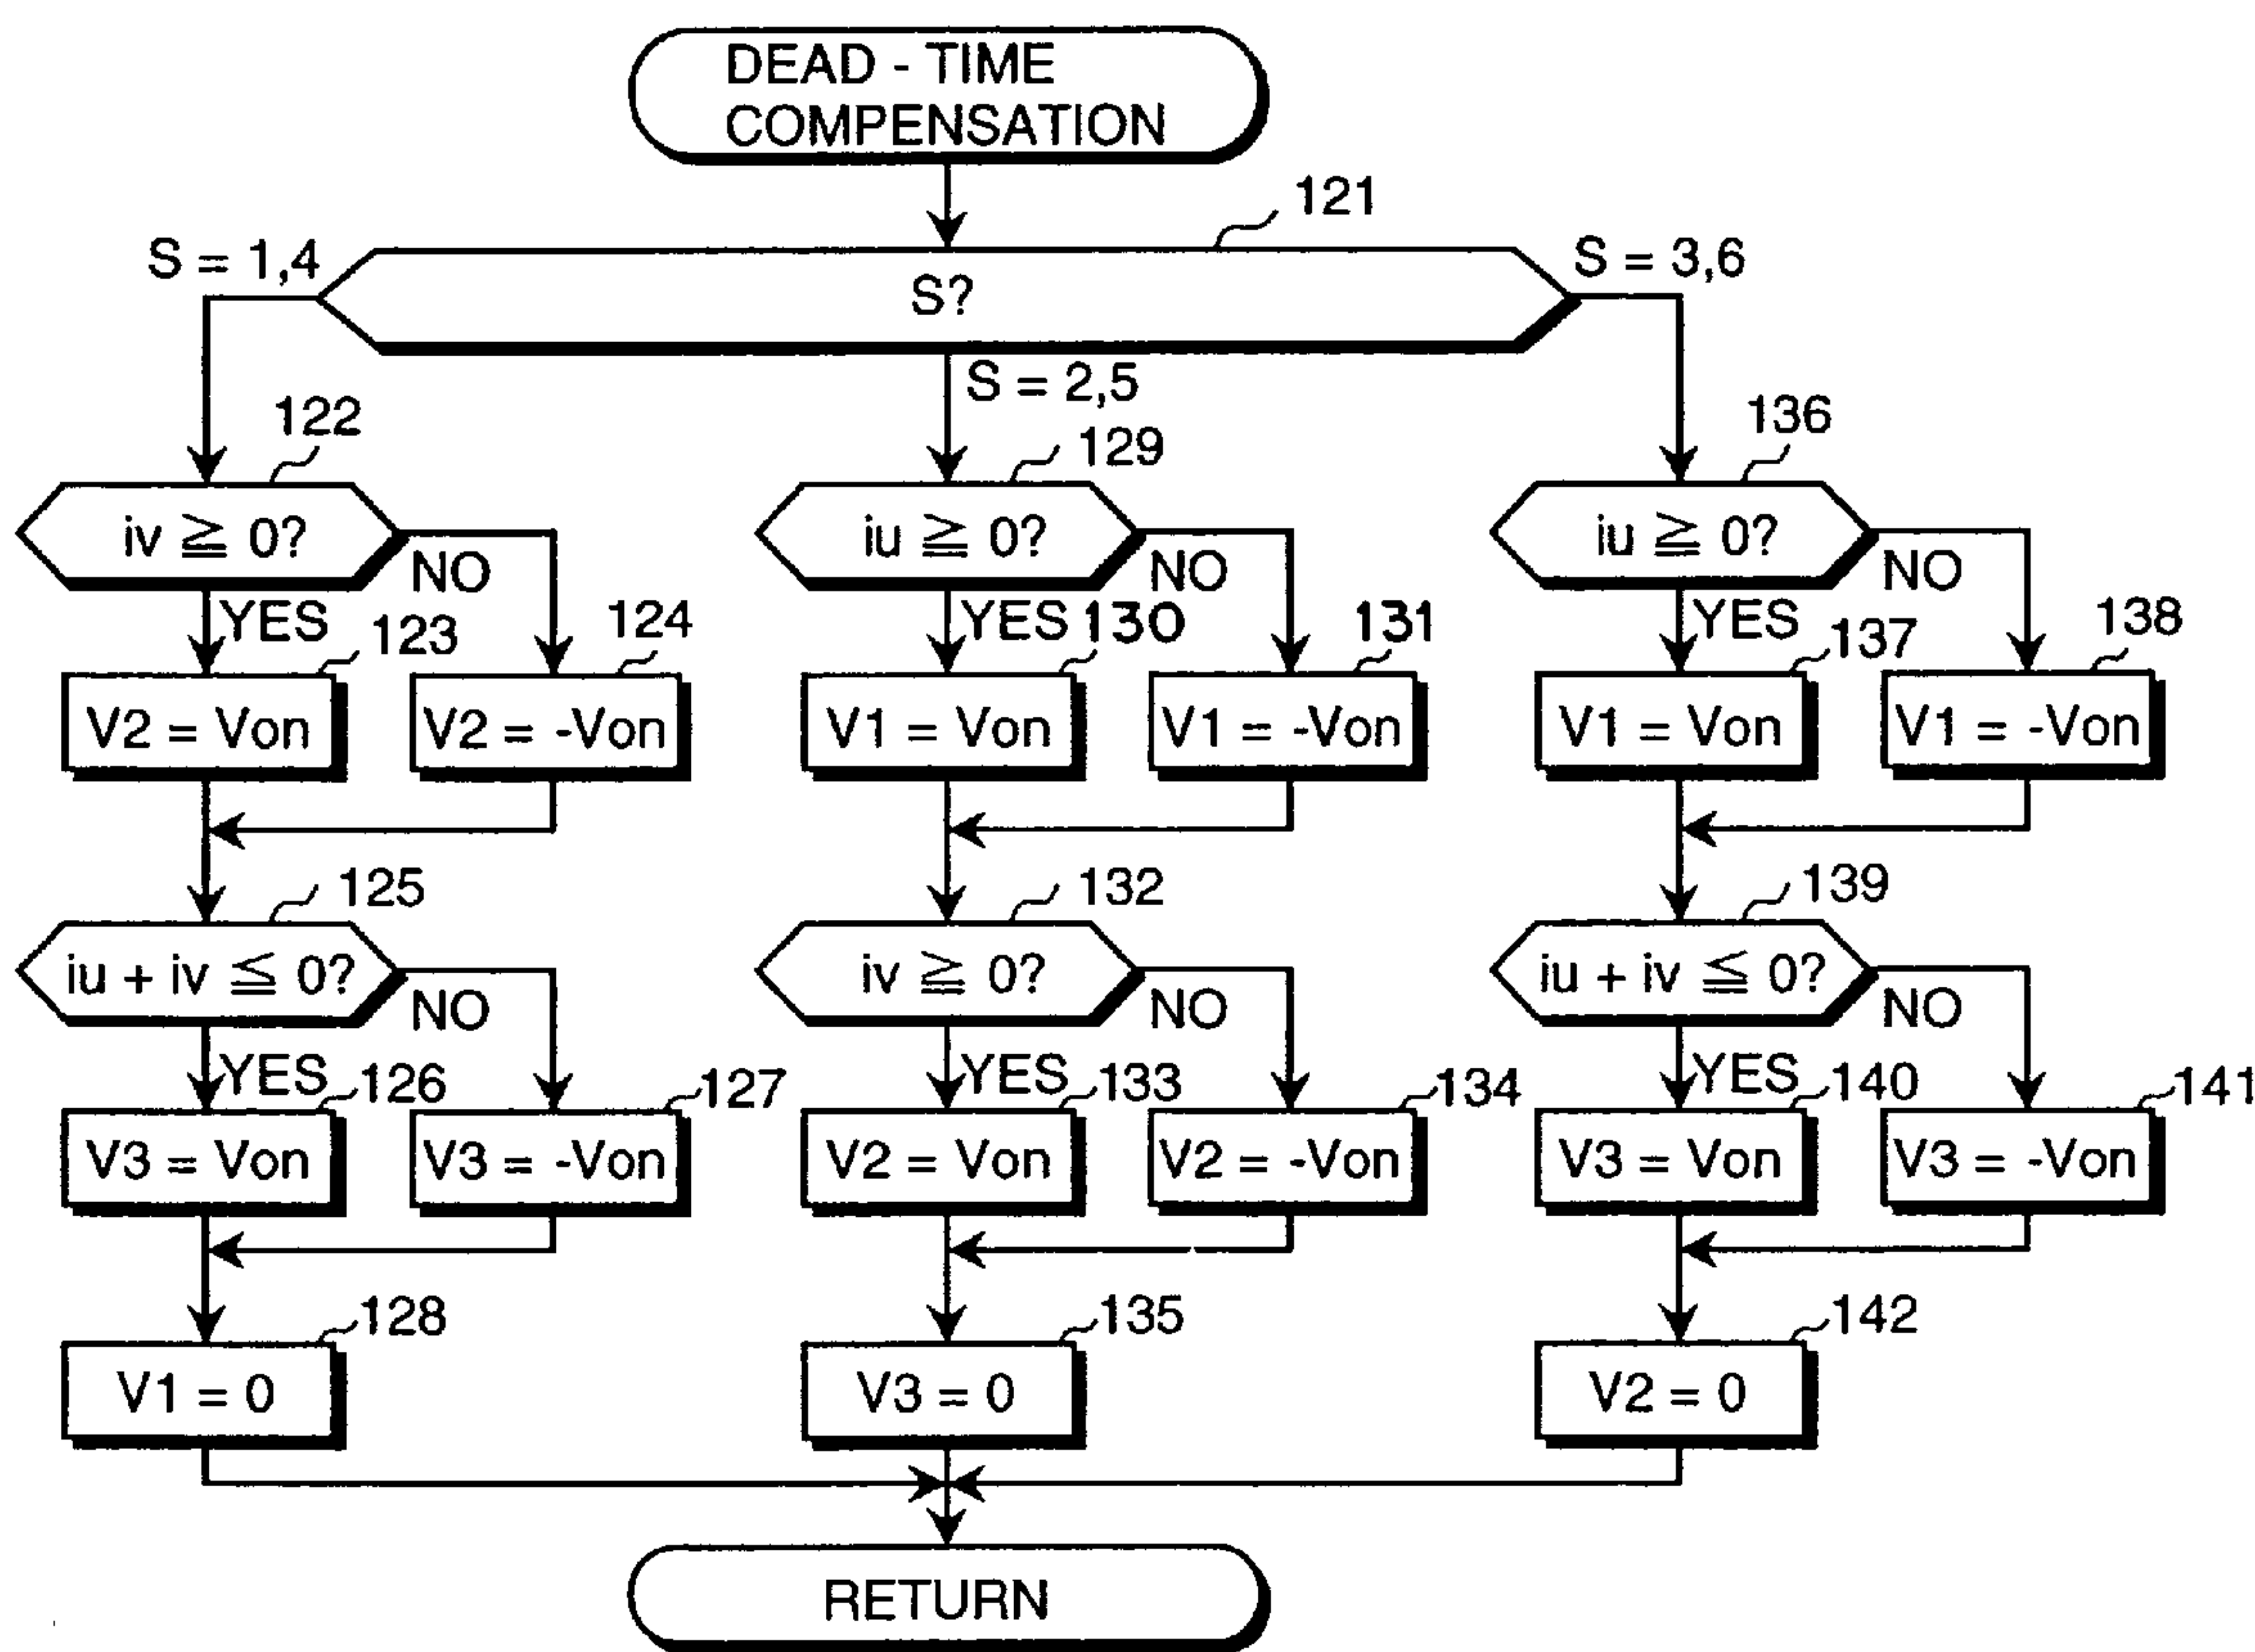 DEAD - TIME
COMPENSATION
121
S = 1,4
S?
S = 3,6
S = 2,5
122
129
136
iv ≧ 0?
NO
iu ≧ 0?
NO
iu ≧ 0?
NO
YES
123
124
YES
130
131
YES
137
138
V2 = Von
V2 = -Von
V1 = Von
V1 = -Von
V1 = Von
V1 = -Von
125
132
139
iu + iv ≦ 0?
NO
iv ≧ 0?
NO
iu + iv ≦ 0?
NO
YES
126
127
YES
133
134
YES
140
141
V3 = Von
V3 = -Von
V2 = Von
V2 = -Von
V3 = Von
V3 = -Von
128
135
142
V1 = 0
V3 = 0
V2 = 0
RETURN